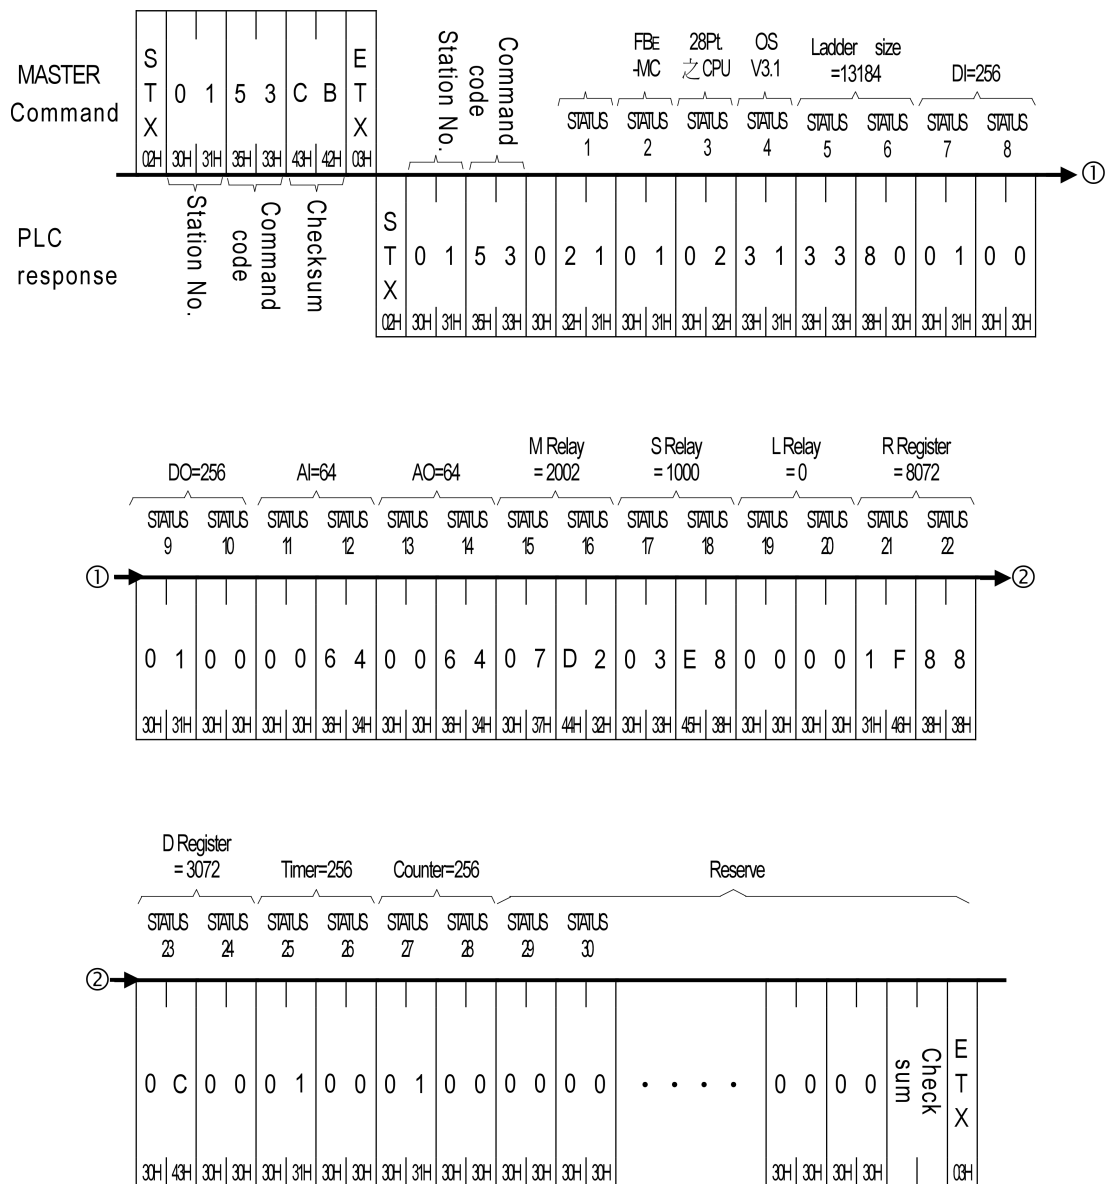 MASTER
Command
S T X 0 1 5 3 C B E T X
02H 30H 31H 35H 33H 43H 42H 03H
Station No.
Command code
Checksum
Station No.
Command code
FBE -MC
28Pt. 之 CPU
OS V3.1
Ladder size =13184
DI=256
STATUS 1 STATUS 2 STATUS 3 STATUS 4 STATUS 5 STATUS 6 STATUS 7 STATUS 8
①
PLC
response
S T X 0 1 5 3 0 2 1 0 1 0 2 3 1 3 3 8 0 0 1 0 0
02H 30H 31H 35H 33H 30H 32H 31H 30H 31H 30H 32H 33H 31H 33H 33H 38H 30H 30H 31H 30H 30H
DO=256
AI=64
AO=64
M Relay = 2002
S Relay = 1000
L Relay = 0
R Register = 8072
STATUS 9 STATUS 10 STATUS 11 STATUS 12 STATUS 13 STATUS 14 STATUS 15 STATUS 16 STATUS 17 STATUS 18 STATUS 19 STATUS 20 STATUS 21 STATUS 22
① ②
0 1 0 0 0 0 6 4 0 0 6 4 0 7 D 2 0 3 E 8 0 0 0 0 1 F 8 8
30H 31H 30H 30H 30H 30H 36H 34H 30H 30H 36H 34H 30H 37H 44H 32H 30H 33H 45H 38H 30H 30H 30H 30H 31H 46H 38H 38H
D Register = 3072
Timer=256
Counter=256
Reserve
STATUS 23 STATUS 24 STATUS 25 STATUS 26 STATUS 27 STATUS 28 STATUS 29 STATUS 30
②
0 C 0 0 0 1 0 0 0 1 0 0 0 0 0 0 · · · · 0 0 0 0 Check sum E T X
30H 43H 30H 30H 30H 31H 30H 30H 30H 31H 30H 30H 30H 30H 30H 30H 30H 30H 30H 30H 03H